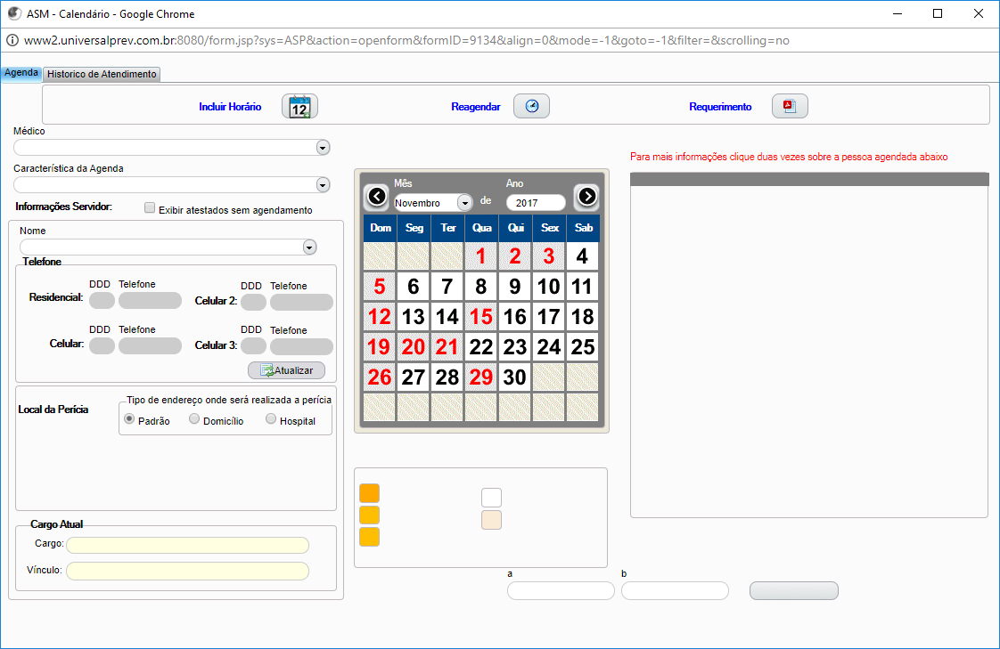 ASM - Calendário - Google Chrome
www2.universalprev.com.br:8080/form.jsp?sys=ASP&action=openform&formID=9134&align=0&mode=-1&goto=-1&filter=&scrolling=no
Agenda Historico de Atendimento
Incluir Horário 12 Reagendar Requerimento
Médico
Característica da Agenda
Informações Servidor: Exibir atestados sem agendamento
Nome
Telefone
DDD Telefone DDD Telefone
Residencial: Celular 2:
DDD Telefone DDD Telefone
Celular: Celular 3:
Atualizar
Local da Perícia
Tipo de endereço onde será realizada a perícia
Padrão Domicílio Hospital
Cargo Atual
Cargo:
Vínculo:
Mês Ano
Novembro de 2017
Dom Seg Ter Qua Qui Sex Sab
1 2 3 4
5 6 7 8 9 10 11
12 13 14 15 16 17 18
19 20 21 22 23 24 25
26 27 28 29 30
a b
Para mais informações clique duas vezes sobre a pessoa agendada abaixo